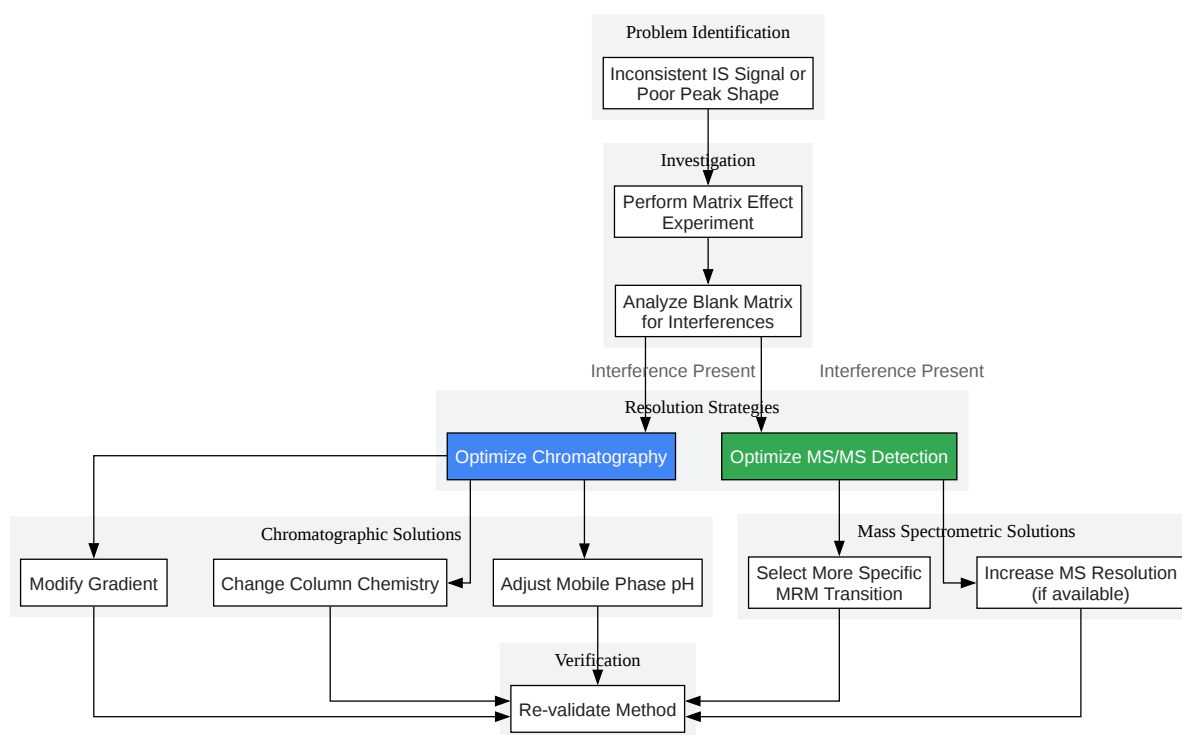 Problem Identification
Inconsistent IS Signal or
Poor Peak Shape
Investigation
Perform Matrix Effect
Experiment
Analyze Blank Matrix
for Interferences
Interference Present
Interference Present
Resolution Strategies
Optimize Chromatography
Optimize MS/MS Detection
Chromatographic Solutions
Mass Spectrometric Solutions
Modify Gradient
Change Column Chemistry
Adjust Mobile Phase pH
Select More Specific
MRM Transition
Increase MS Resolution
(if available)
Verification
Re-validate Method